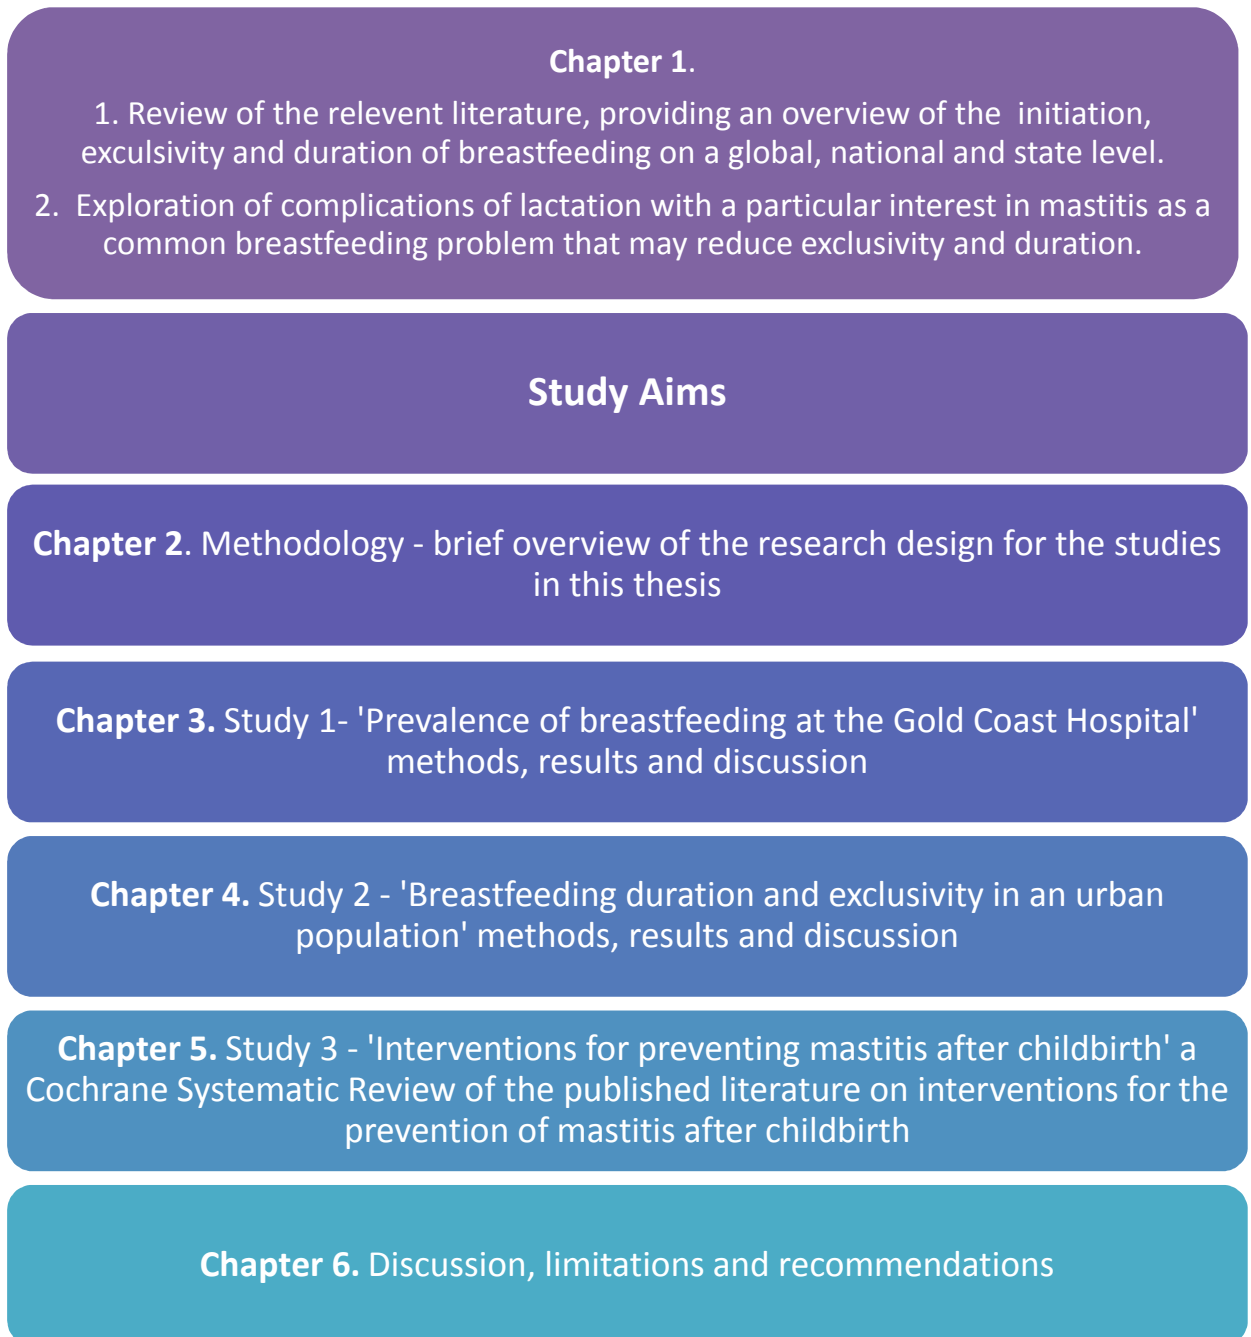 Chapter 1.
1. Review of the relevent literature, providing an overview of the  initiation,
exculsivity and duration of breastfeeding on a global, national and state level.
2.  Exploration of complications of lactation with a particular interest in mastitis as a
common breastfeeding problem that may reduce exclusivity and duration.
Study Aims
Chapter 2. Methodology - brief overview of the research design for the studies
in this thesis
Chapter 3. Study 1- 'Prevalence of breastfeeding at the Gold Coast Hospital'
methods, results and discussion
Chapter 4. Study 2 - 'Breastfeeding duration and exclusivity in an urban
population' methods, results and discussion
Chapter 5. Study 3 - 'Interventions for preventing mastitis after childbirth' a
Cochrane Systematic Review of the published literature on interventions for the
prevention of mastitis after childbirth
Chapter 6. Discussion, limitations and recommendations